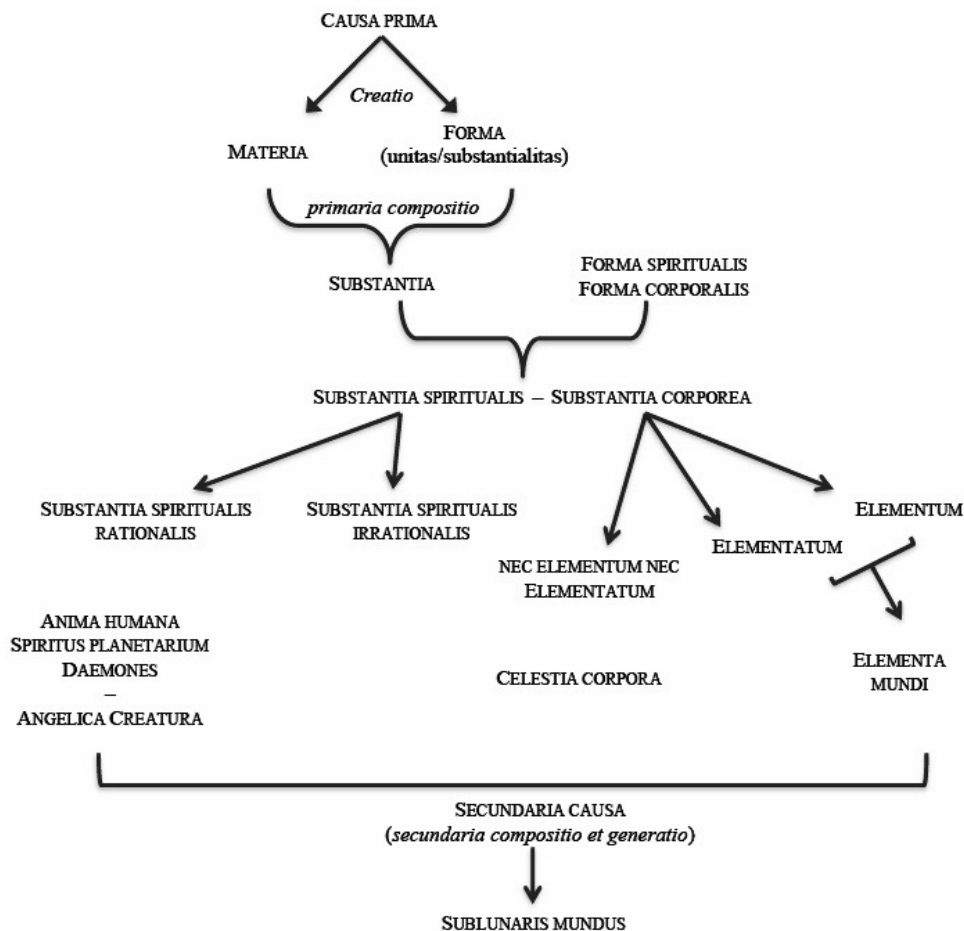 CAUSA PRIMA
Creatio
MATERIA
FORMA
(unitas/substantialitas)
primaria compositio
SUBSTANTIA
FORMA SPIRITUALIS
FORMA CORPORALIS
SUBSTANTIA SPIRITUALIS – SUBSTANTIA CORPOREA
SUBSTANTIA SPIRITUALIS
RATIONALIS
SUBSTANTIA SPIRITUALIS
IRRATIONALIS
NEC ELEMENTUM NEC
ELEMENTATUM
ELEMENTATUM
ELEMENTUM
ANIMA HUMANA
SPIRITUS PLANETARIUM
DAEMONES
–
ANGELICA CREATURA
CELESTIA CORPORA
ELEMENTA
MUNDI
SECUNDARIA CAUSA
(secundaria compositio et generatio)
SUBLUNARIS MUNDUS